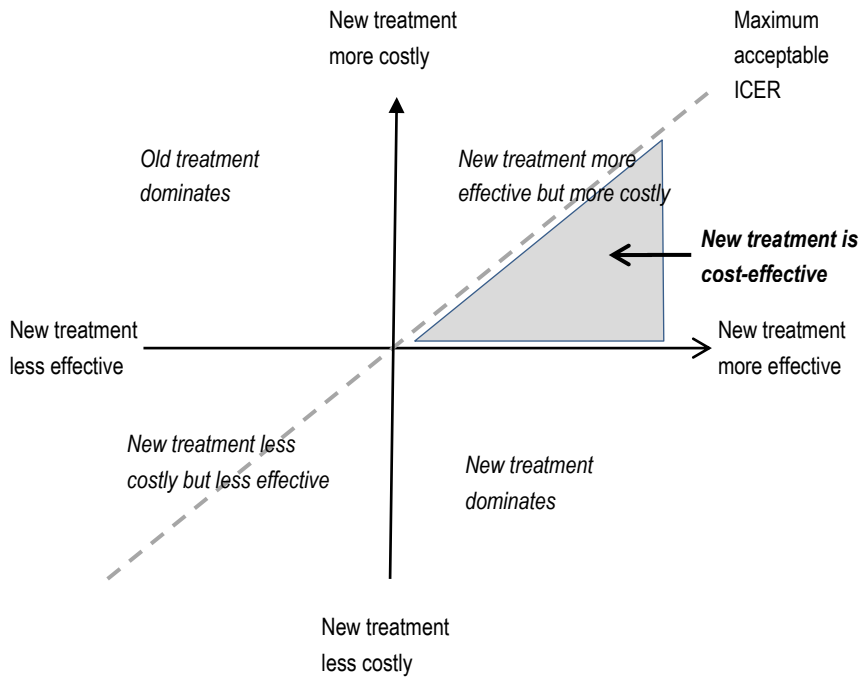 New treatment
more costly
Maximum
acceptable
ICER
Old treatment
dominates
New treatment more
effective but more costly
New treatment is
cost-effective
New treatment
less effective
New treatment
more effective
New treatment less
costly but less effective
New treatment
dominates
New treatment
less costly